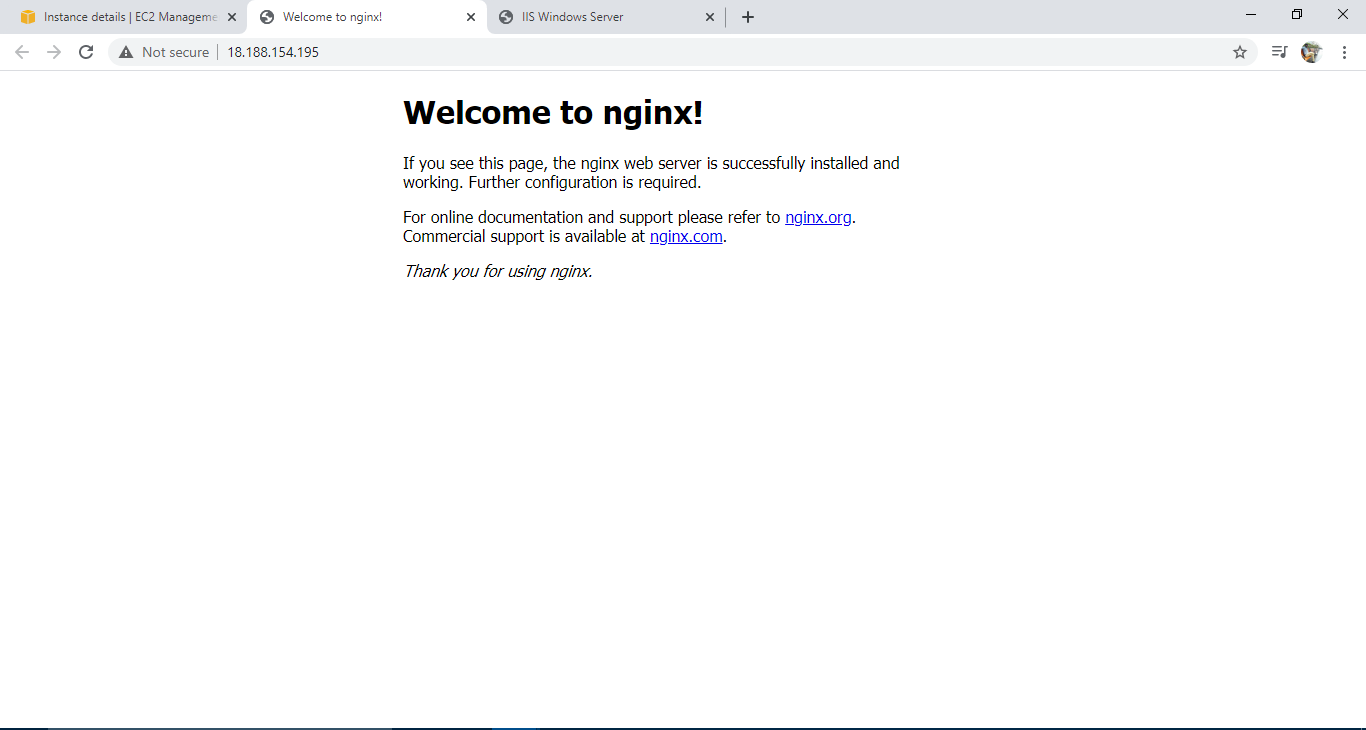 Instance details | EC2 Manageme
Welcome to nginx!
IIS Windows Server
Not secure
18.188.154.195
Welcome to nginx!
If you see this page, the nginx web server is successfully installed and
working. Further configuration is required.
For online documentation and support please refer to nginx.org.
Commercial support is available at nginx.com.
Thank you for using nginx.